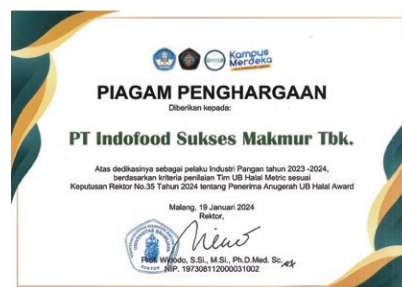 Kampus
Merdeka
PIAGAM PENGHARGAAN
Diberikan kepada:
PT Indofood Sukses Makmur Tbk.
Atas dedikasinya sebagai pelaku Industri Pangan tahun 2023 -2024,
berdasarkan kriteria penilaian Tim UB Halal Metric sesuai
Keputusan Rektor No.35 Tahun 2024 tentang Penerima Anugerah UB Halal Award
Malang, 19 Januari 2024
Rektor,
Prof. Widodo, S.Si., M.Si., Ph.D.Med. Sc.
NIP. 197308112000031002